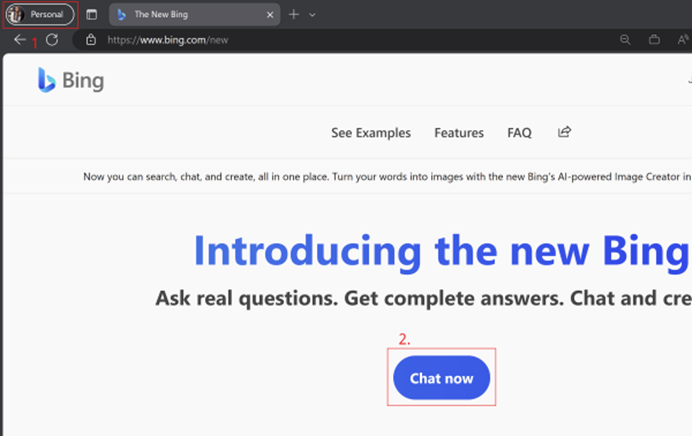 Personal
The New Bing
1
https://www.bing.com/new
A
Bing
See Examples Features FAQ
Now you can search, chat, and create, all in one place. Turn your words into images with the new Bing's AI-powered Image Creator in
Introducing the new Bing
Ask real questions. Get complete answers. Chat and cre
2.
Chat now